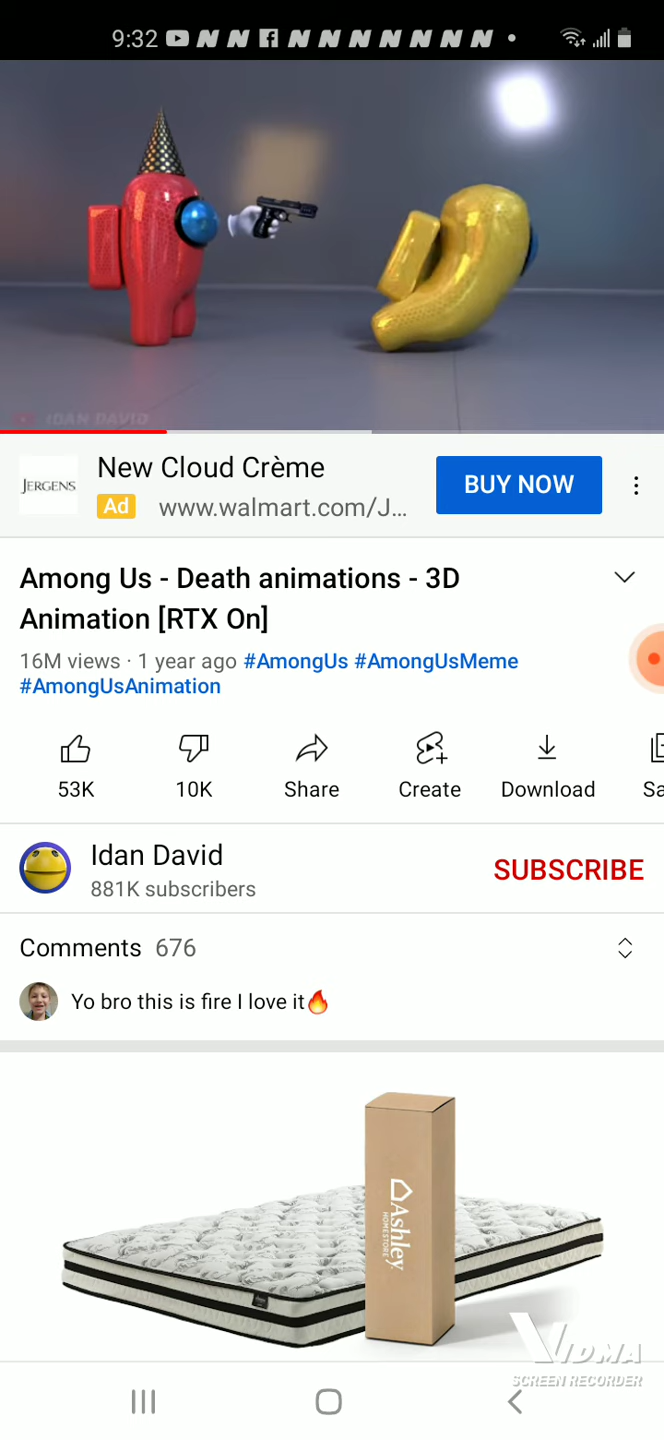 9:32
IDAN DAVID
JERGENS
New Cloud Crème
Ad www.walmart.com/J...
BUY NOW
Among Us - Death animations - 3D
Animation [RTX On]
16M views · 1 year ago #AmongUs #AmongUsMeme
#AmongUsAnimation
53K 10K Share Create Download Sa
Idan David
881K subscribers
SUBSCRIBE
Comments 676
Yo bro this is fire I love it🔥
Ashley
HOMESTORE
VIDMA
SCREEN RECORDER